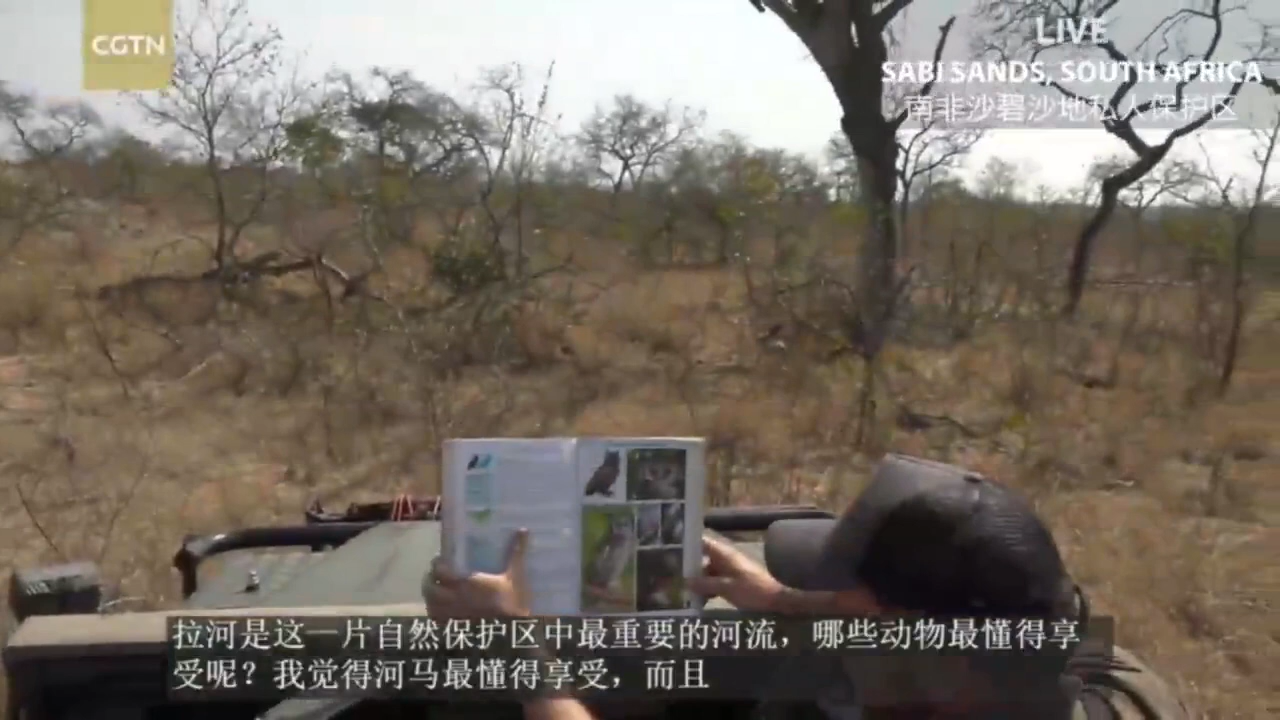 CGTN
LIVE
SABI SANDS, SOUTH AFRICA
南非沙碧沙地私人保护区
拉河是这一片自然保护区中最重要的河流，哪些动物最懂得享
受呢？我觉得河马最懂得享受，而且